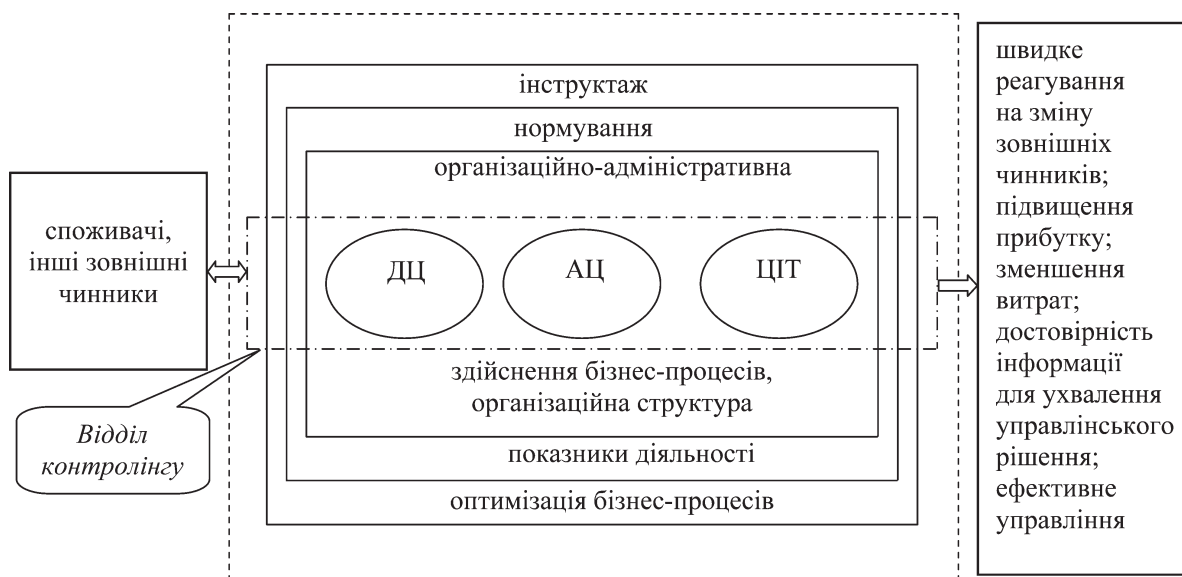 інструктаж
нормування
організаційно-адміністративна
споживачі,
інші зовнішні
чинники
ДЦ
АЦ
ЦІТ
здійснення бізнес-процесів,
організаційна структура
показники діяльності
оптимізація бізнес-процесів
Відділ
контролінгу
швидке
реагування
на зміну
зовнішніх
чинників;
підвищення
прибутку;
зменшення
витрат;
достовірність
інформації
для ухвалення
управлінського
рішення;
ефективне
управління